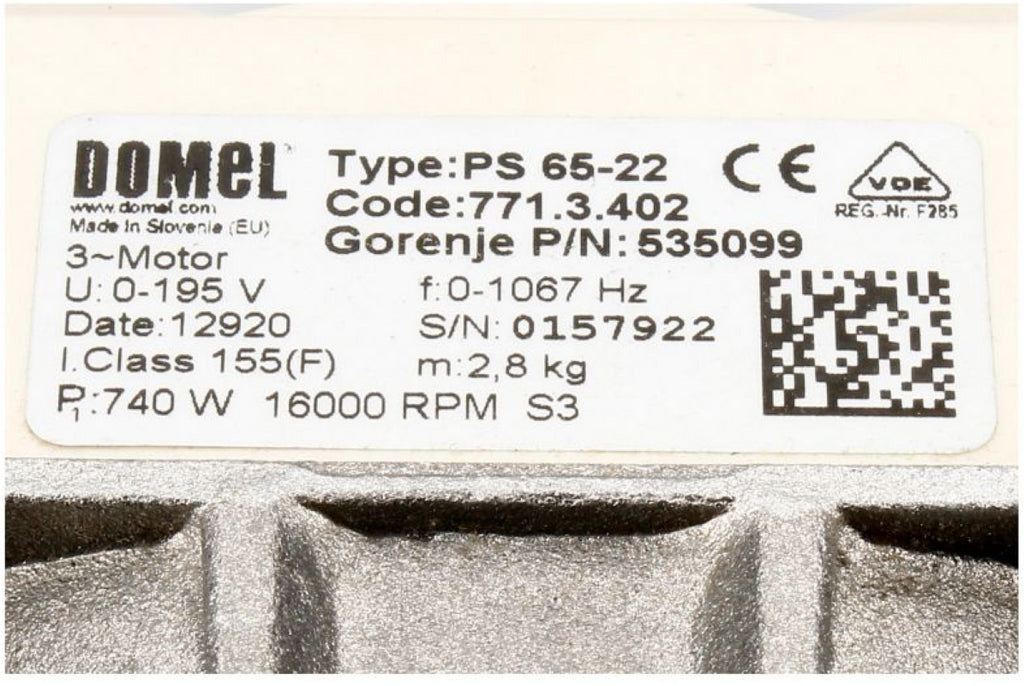 DOMEL
www.domel.com
Made in Slovenia (EU)
Type:PS 65-22
Code:771.3.402
Gorenje P/N: 535099
CE
VDE
REG.-Nr. F285
3~Motor
U: 0-195 V f:0-1067 Hz
Date:12920 S/N: 0157922
I.Class 155(F) m:2,8 kg
P1:740 W 16000 RPM S3